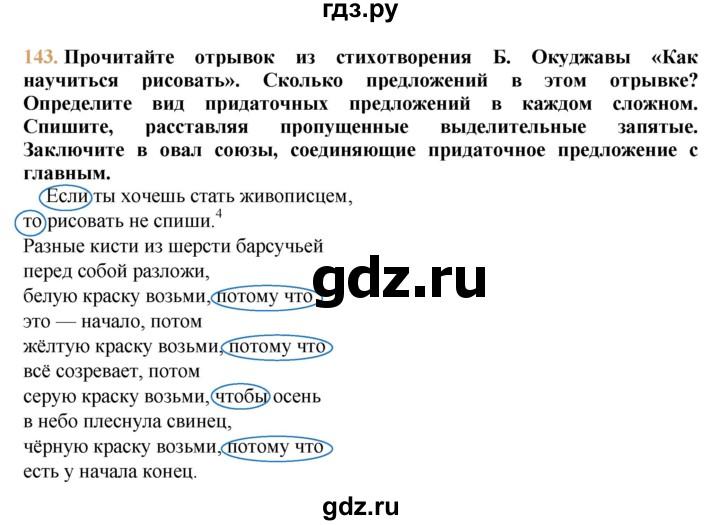 гдз.ру
143. Прочитайте отрывок из стихотворения Б. Окуджавы «Как
научиться рисовать». Сколько предложений в этом отрывке?
Определите вид придаточных предложений в каждом сложном.
Спишите, расставляя пропущенные выделительные запятые.
Заключите в овал союзы, соединяющие придаточное предложение с
главным.
Если ты хочешь стать живописцем,
то рисовать не спиши.4
Разные кисти из шерсти барсучьей
перед собой разложи,
белую краску возьми, потому что
это — начало, потом
жёлтую краску возьми, потому что
всё созревает, потом
серую краску возьми, чтобы осень
в небо плеснула свинец,
чёрную краску возьми, потому что
есть у начала конец.
gdz.ru
gdz.ru